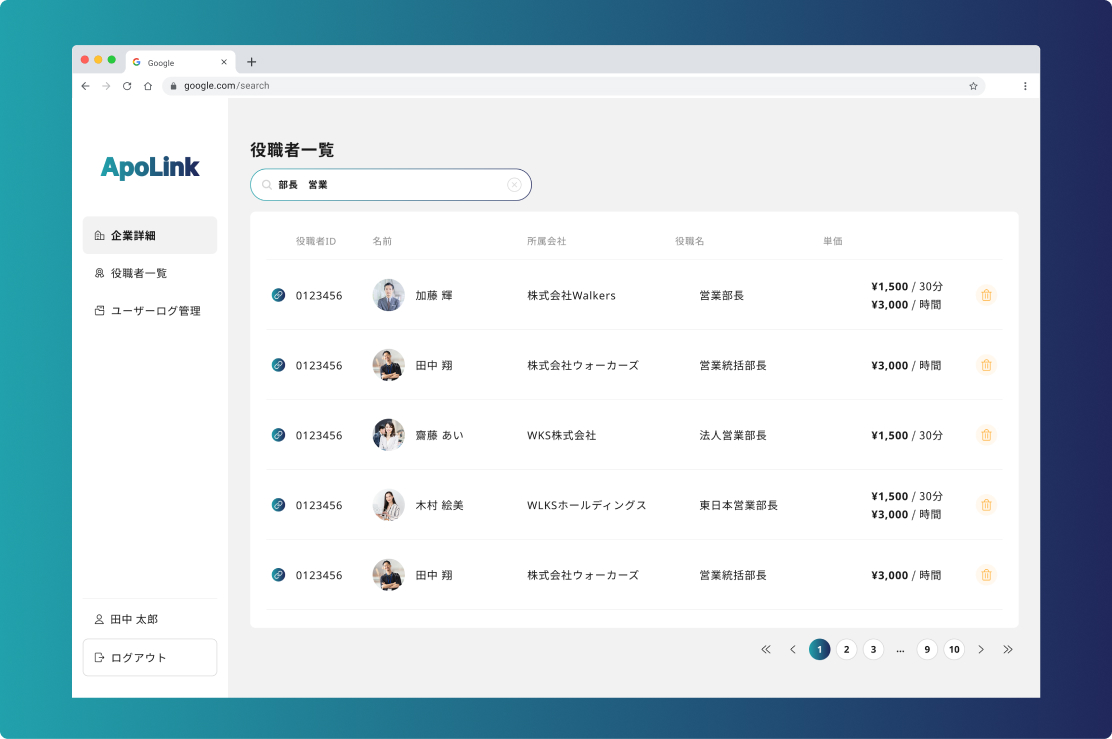 Google
google.com/search
ApoLink
企業詳細
役職者一覧
ユーザーログ管理
田中 太郎
ログアウト
役職者一覧
部長 営業
役職者ID 名前 所属会社 役職名 単価
0123456 加藤 輝 株式会社Walkers 営業部長 ¥1,500 / 30分
¥3,000 / 時間
0123456 田中 翔 株式会社ウォーカーズ 営業統括部長 ¥3,000 / 時間
0123456 齋藤 あい WKS株式会社 法人営業部長 ¥1,500 / 30分
0123456 木村 絵美 WLKSホールディングス 東日本営業部長 ¥1,500 / 30分
¥3,000 / 時間
0123456 田中 翔 株式会社ウォーカーズ 営業統括部長 ¥3,000 / 時間
1 2 3 ... 9 10